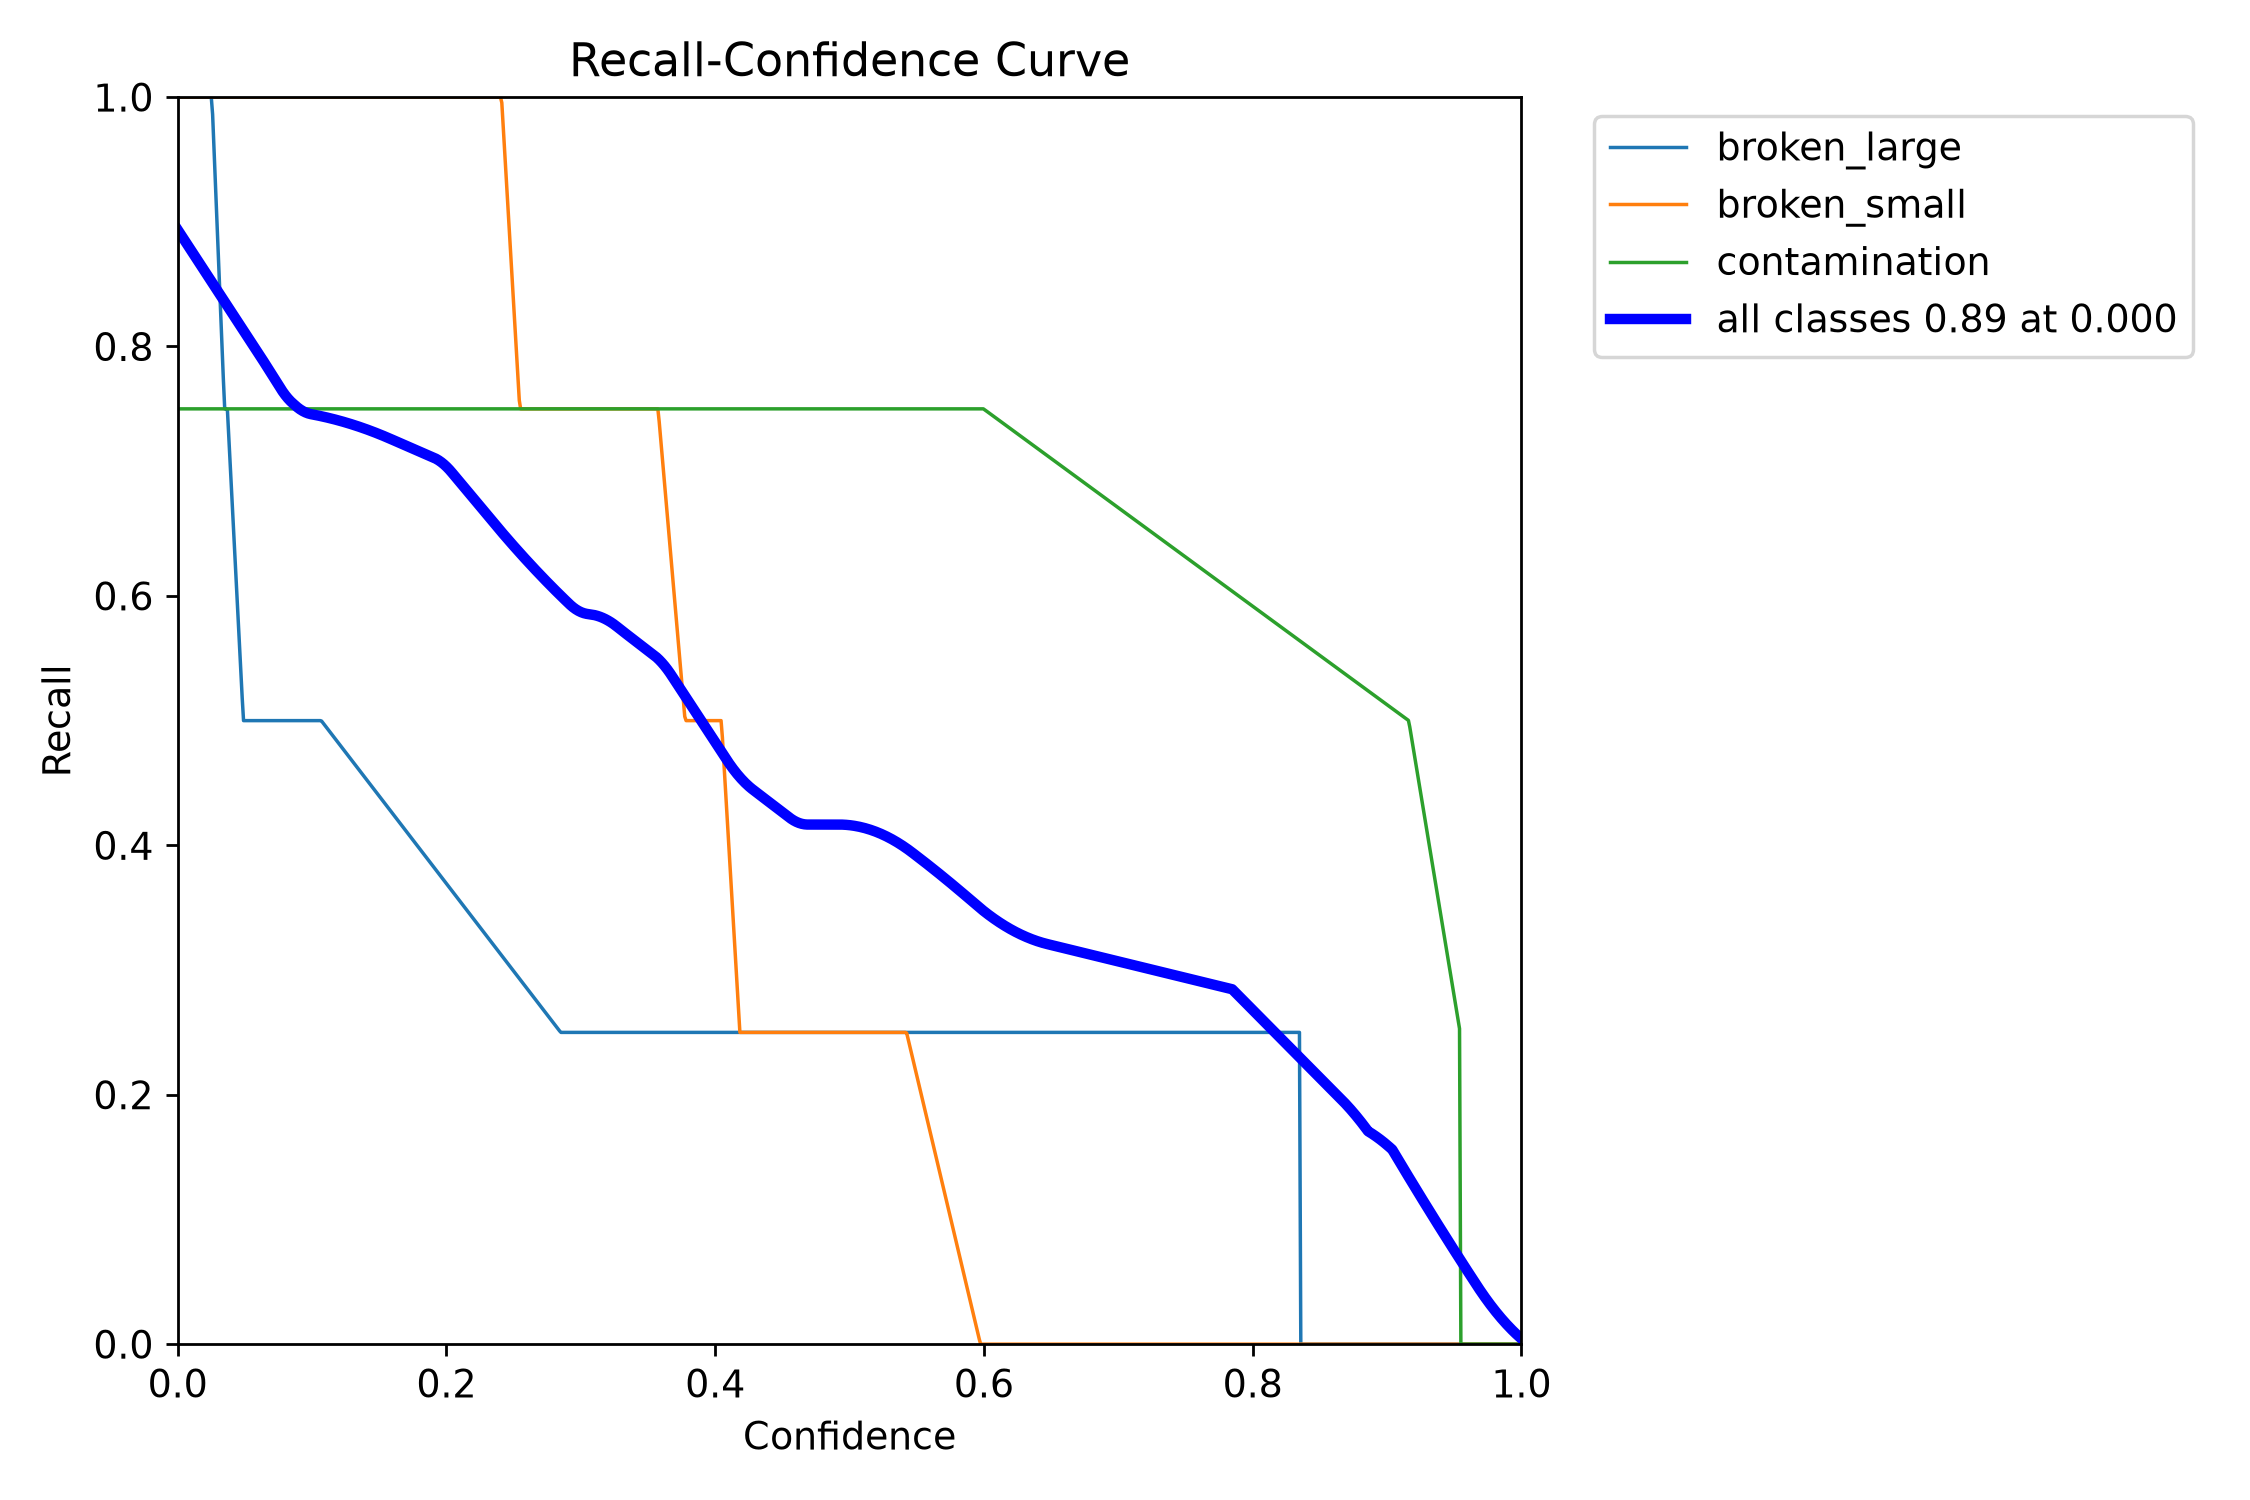 Recall-Confidence Curve
1.0
0.8
0.6
0.4
0.2
0.0
Recall
0.0 0.2 0.4 0.6 0.8 1.0
Confidence
broken_large
broken_small
contamination
all classes 0.89 at 0.000